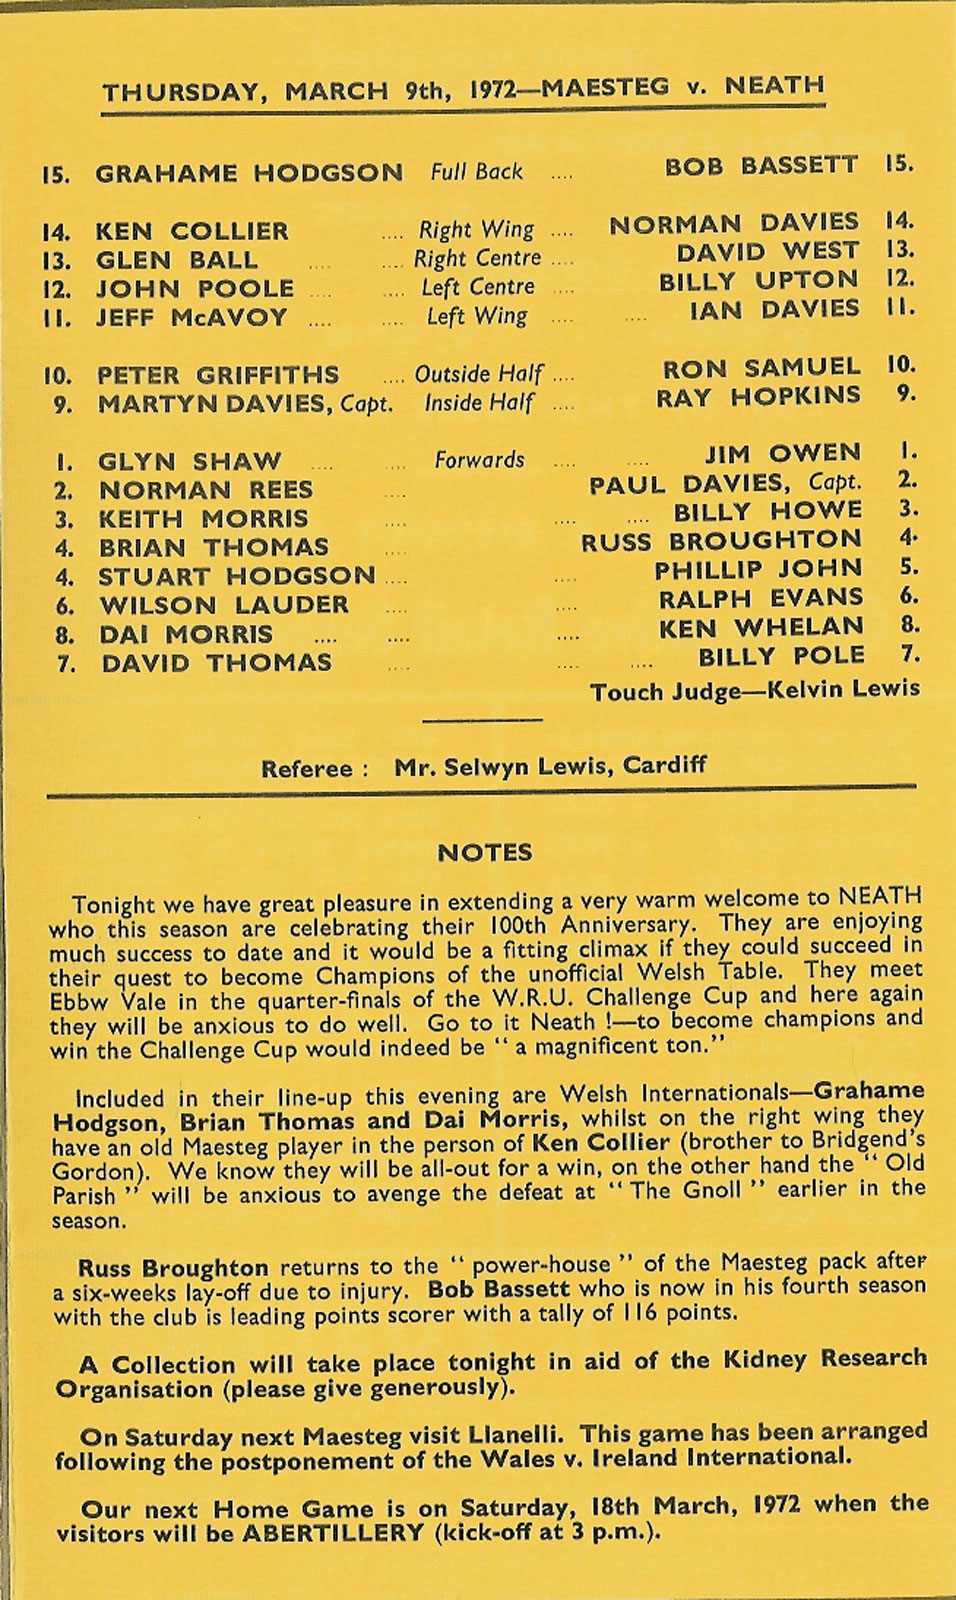 THURSDAY, MARCH 9th, 1972—MAESTEG v. NEATH
15. GRAHAME HODGSON Full Back .... BOB BASSETT 15.
14. KEN COLLIER .... Right Wing .... NORMAN DAVIES 14.
13. GLEN BALL .... .... Right Centre .... DAVID WEST 13.
12. JOHN POOLE .... .... Left Centre .... BILLY UPTON 12.
11. JEFF McAVOY .... .... Left Wing .... .... IAN DAVIES 11.
10. PETER GRIFFITHS .... Outside Half .... RON SAMUEL 10.
9. MARTYN DAVIES, Capt. Inside Half .... RAY HOPKINS 9.
1. GLYN SHAW .... .... Forwards .... .... JIM OWEN 1.
2. NORMAN REES .... PAUL DAVIES, Capt. 2.
3. KEITH MORRIS .... .... .... BILLY HOWE 3.
4. BRIAN THOMAS .... RUSS BROUGHTON 4.
4. STUART HODGSON .... .... PHILLIP JOHN 5.
6. WILSON LAUDER .... .... RALPH EVANS 6.
8. DAI MORRIS .... .... .... KEN WHELAN 8.
7. DAVID THOMAS .... .... .... BILLY POLE 7.
Touch Judge—Kelvin Lewis
Referee : Mr. Selwyn Lewis, Cardiff
NOTES
Tonight we have great pleasure in extending a very warm welcome to NEATH
who this season are celebrating their 100th Anniversary. They are enjoying
much success to date and it would be a fitting climax if they could succeed in
their quest to become Champions of the unofficial Welsh Table. They meet
Ebbw Vale in the quarter-finals of the W.R.U. Challenge Cup and here again
they will be anxious to do well. Go to it Neath !—to become champions and
win the Challenge Cup would indeed be “ a magnificent ton.”
Included in their line-up this evening are Welsh Internationals—Grahame
Hodgson, Brian Thomas and Dai Morris, whilst on the right wing they
have an old Maesteg player in the person of Ken Collier (brother to Bridgend’s
Gordon). We know they will be all-out for a win, on the other hand the “ Old
Parish ” will be anxious to avenge the defeat at “ The Gnoll ” earlier in the
season.
Russ Broughton returns to the “ power-house ” of the Maesteg pack after
a six-weeks lay-off due to injury. Bob Bassett who is now in his fourth season
with the club is leading points scorer with a tally of 116 points.
A Collection will take place tonight in aid of the Kidney Research
Organisation (please give generously).
On Saturday next Maesteg visit Llanelli. This game has been arranged
following the postponement of the Wales v. Ireland International.
Our next Home Game is on Saturday, 18th March, 1972 when the
visitors will be ABERTILLERY (kick-off at 3 p.m.).